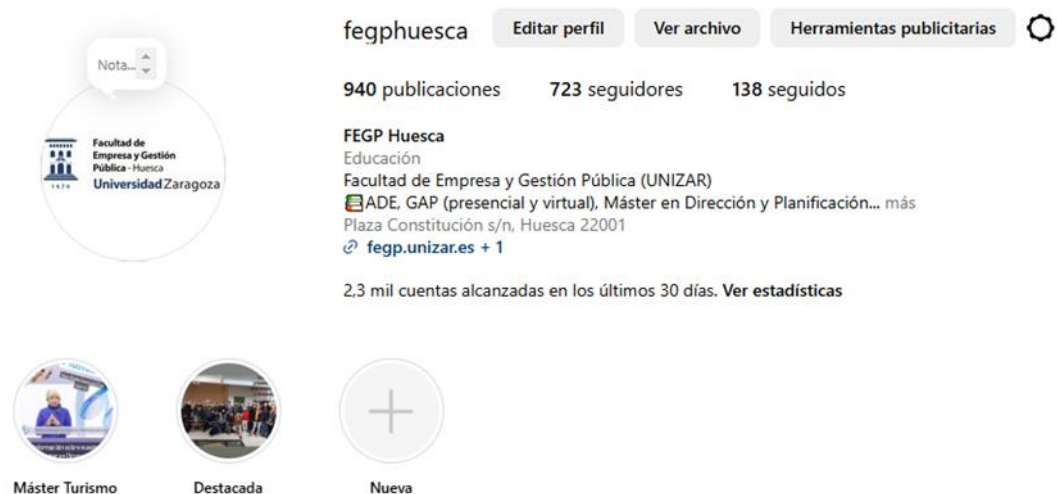 fegphuesca Editar perfil Ver archivo Herramientas publicitarias
Nota...
940 publicaciones 723 seguidores 138 seguidos
Facultad de
Empresa y Gestión
Pública - Huesca
Universidad Zaragoza
1474
FEGP Huesca
Educación
Facultad de Empresa y Gestión Pública (UNIZAR)
ADE, GAP (presencial y virtual), Máster en Dirección y Planificación... más
Plaza Constitución s/n, Huesca 22001
fegp.unizar.es + 1
2,3 mil cuentas alcanzadas en los últimos 30 días. Ver estadísticas
Máster Turismo Destacada Nueva